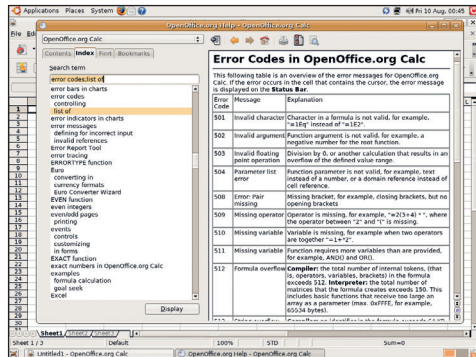 Applications Places System
Fri 10 Aug, 00:45
OpenOffice.org Help - OpenOffice.org Calc
File
OpenOffice.org Calc
Contents Index Find Bookmarks
Search term
error codes;list of
error bars in charts
error codes
controlling
list of
error indicators in charts
error messages
defining for incorrect input
invalid references
Error Report Tool
error tracing
ERRORTYPE function
Euro
converting in
currency formats
Euro Converter Wizard
EVEN function
even integers
even/odd pages
printing
events
controls
customizing
in forms
EXACT function
exact numbers in OpenOffice.org Calc
examples
formula calculation
goal seek
Excel
Display
Error Codes in OpenOffice.org Calc
This following table is an overview of the error messages for OpenOffice.org
Calc. If the error occurs in the cell that contains the cursor, the error message
is displayed on the Status Bar.
Error Code Message Explanation
501 Invalid character Character in a formula is not valid, for example,
"=1Eq" instead of "=1E2".
502 Invalid argument Function argument is not valid, for example, a
negative number for the root function.
503 Invalid floating point operation Division by 0, or another calculation that results in an
overflow of the defined value range.
504 Parameter list error Function parameter is not valid, for example, text
instead of a number, or a domain reference instead of
cell reference.
508 Error: Pair missing Missing bracket, for example, closing brackets, but no
opening brackets
509 Missing operator Operator is missing, for example, "=2(3+4) * ", where
the operator between "2" and "(" is missing.
510 Missing variable Variable is missing, for example when two operators
are together "=1+*2".
511 Missing variable Function requires more variables than are provided,
for example, AND() and OR().
512 Formula overflow Compiler: the total number of internal tokens, (that
is, operators, variables, brackets) in the formula
exceeds 512. Interpreter: the total number of
matrices that the formula creates exceeds 150. This
includes basic functions that receive too large an
array as a parameter (max. 0xFFFE, for example,
65534 bytes).
Sheet1 Sheet2 Sheet3
Sheet 1 / 3 Default 100% STD Sum=0
Untitled1 - OpenOffice.org Calc
OpenOffice.org Help - OpenOffice.org Calc